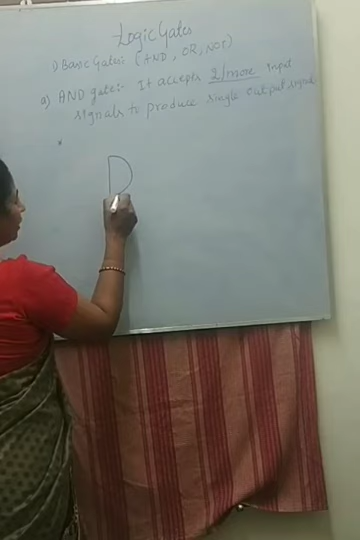 Logic Gates
1) Basic Gates: (AND, OR, NOT)
a) AND gate:- It accepts 2/more input
signals to produce single output signal
*